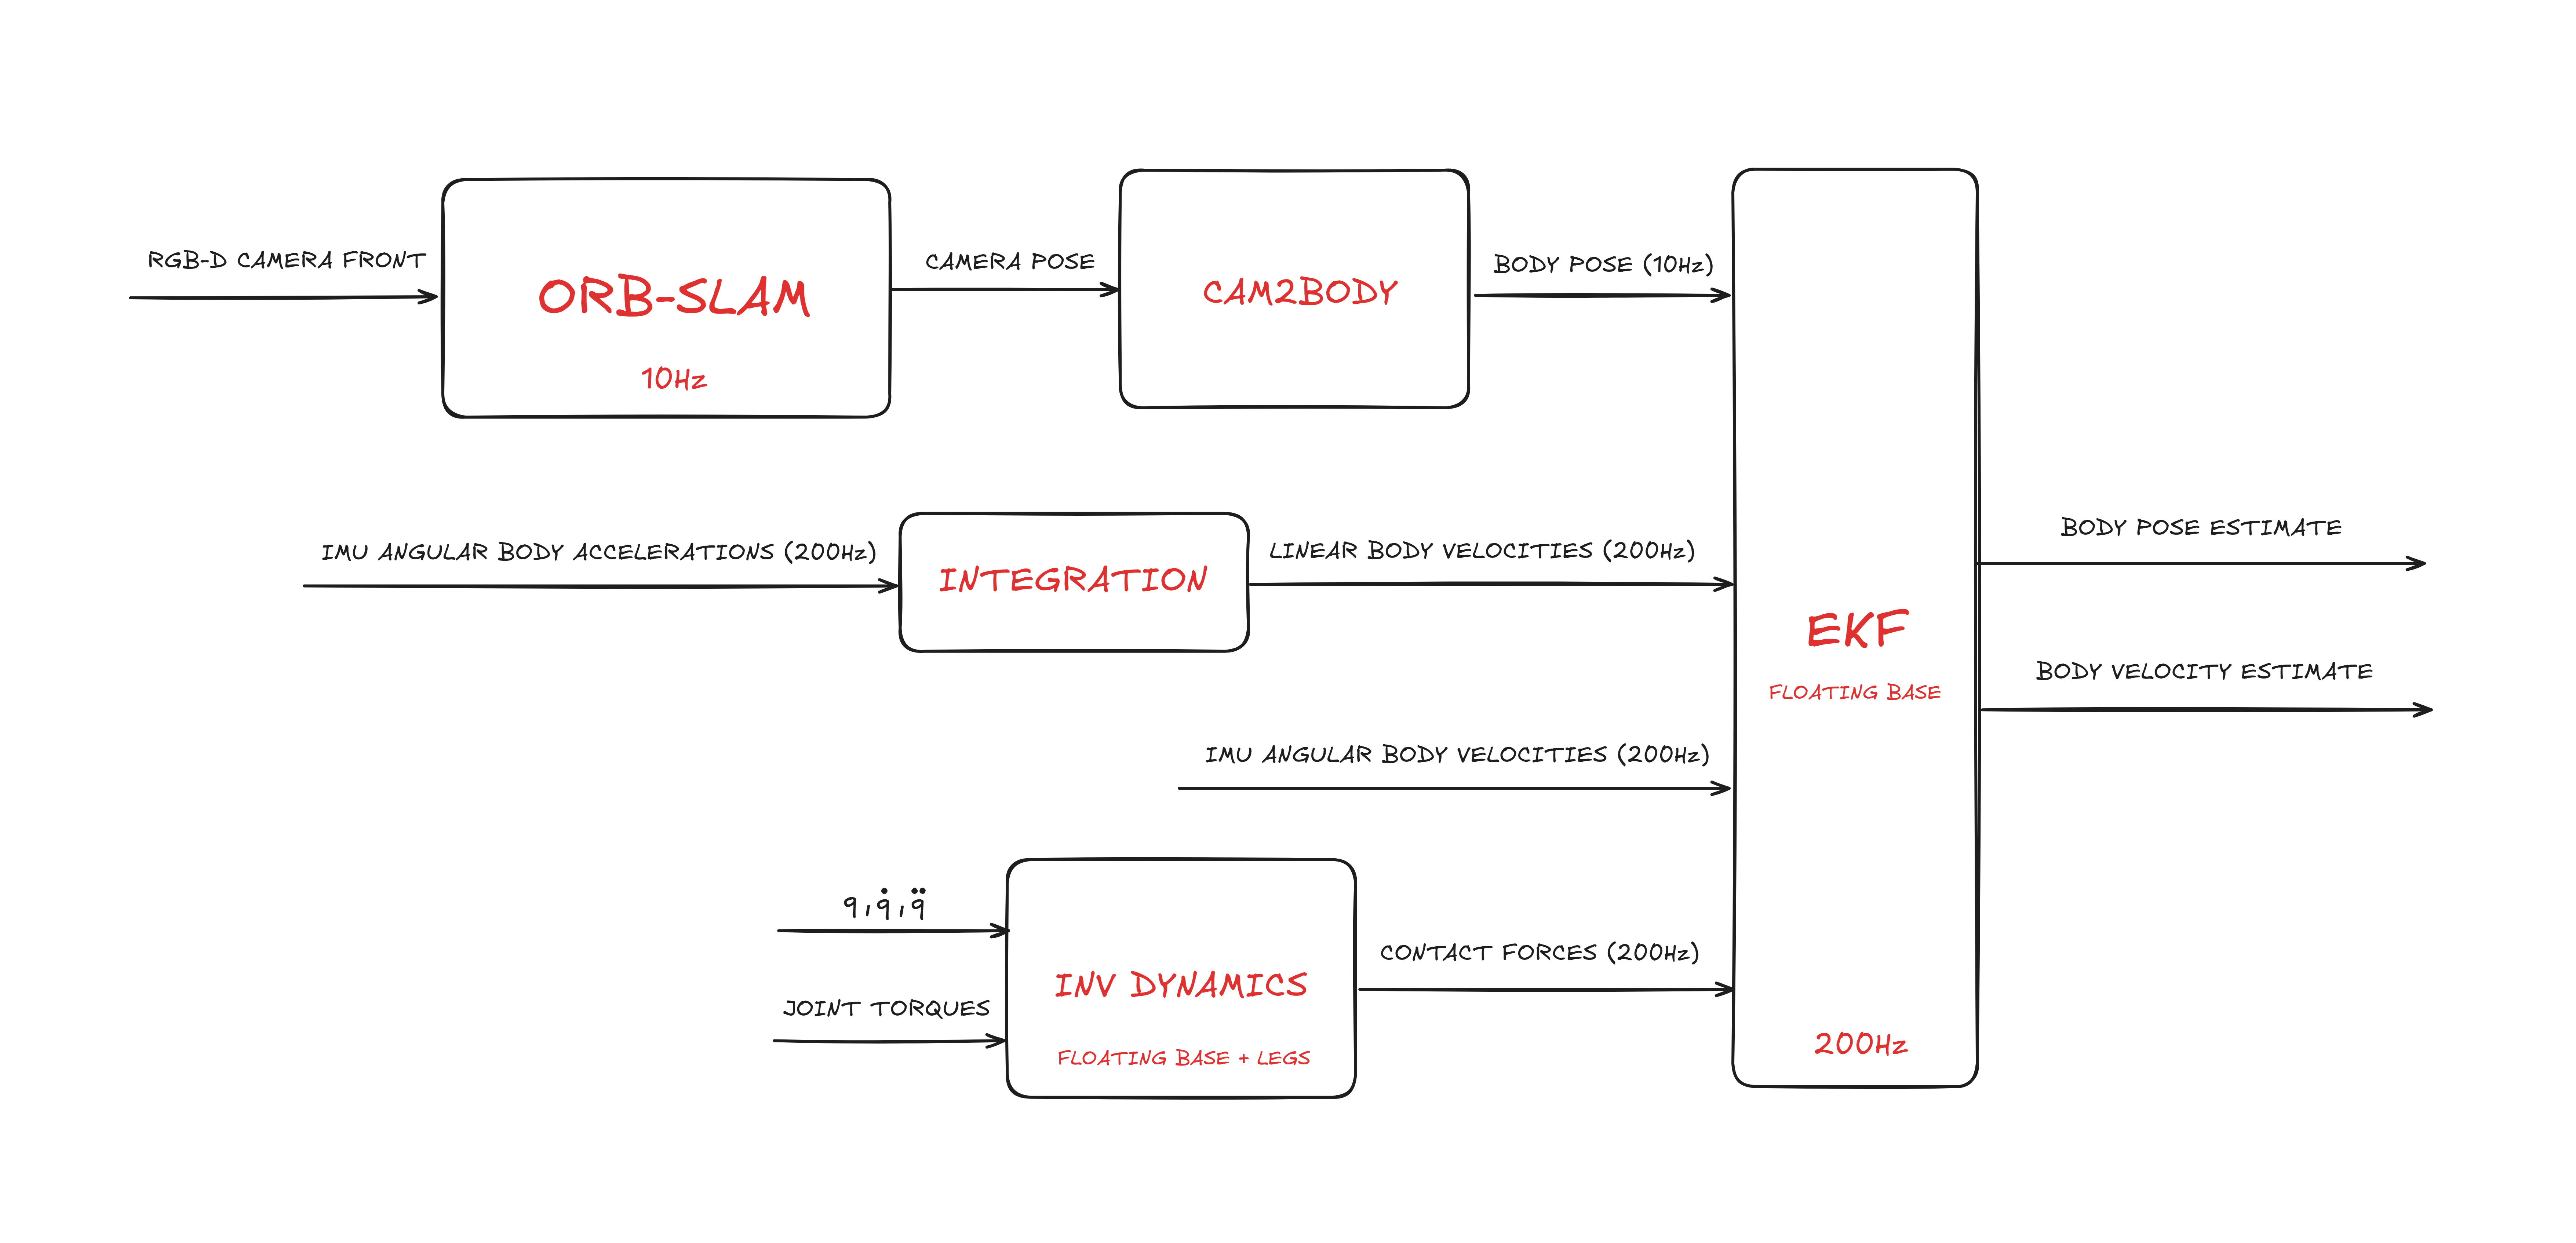 RGB-D CAMERA FRONT
ORB-SLAM
10Hz
CAMERA POSE
CAM2BODY
BODY POSE (10Hz)
IMU ANGULAR BODY ACCELERATIONS (200Hz)
INTEGRATION
LINEAR BODY VELOCITIES (200Hz)
IMU ANGULAR BODY VELOCITIES (200Hz)
q, q̇, q̈
JOINT TORQUES
INV DYNAMICS
FLOATING BASE + LEGS
CONTACT FORCES (200Hz)
EKF
FLOATING BASE
200Hz
BODY POSE ESTIMATE
BODY VELOCITY ESTIMATE